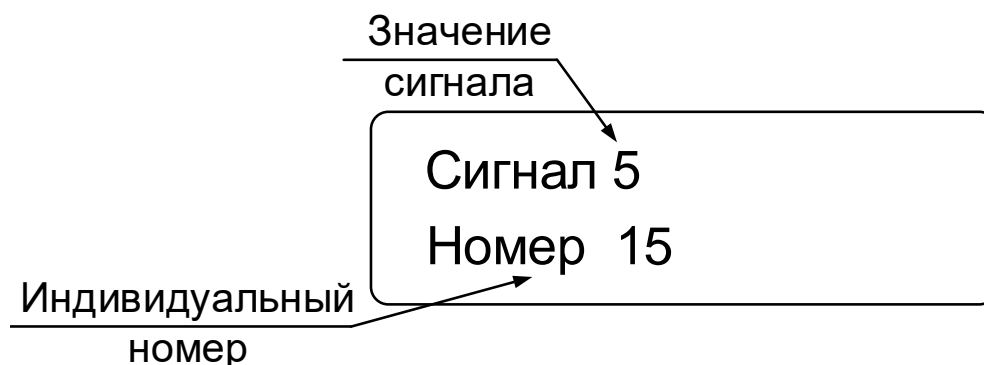 Значение
сигнала
Сигнал 5
Номер 15
Индивидуальный
номер